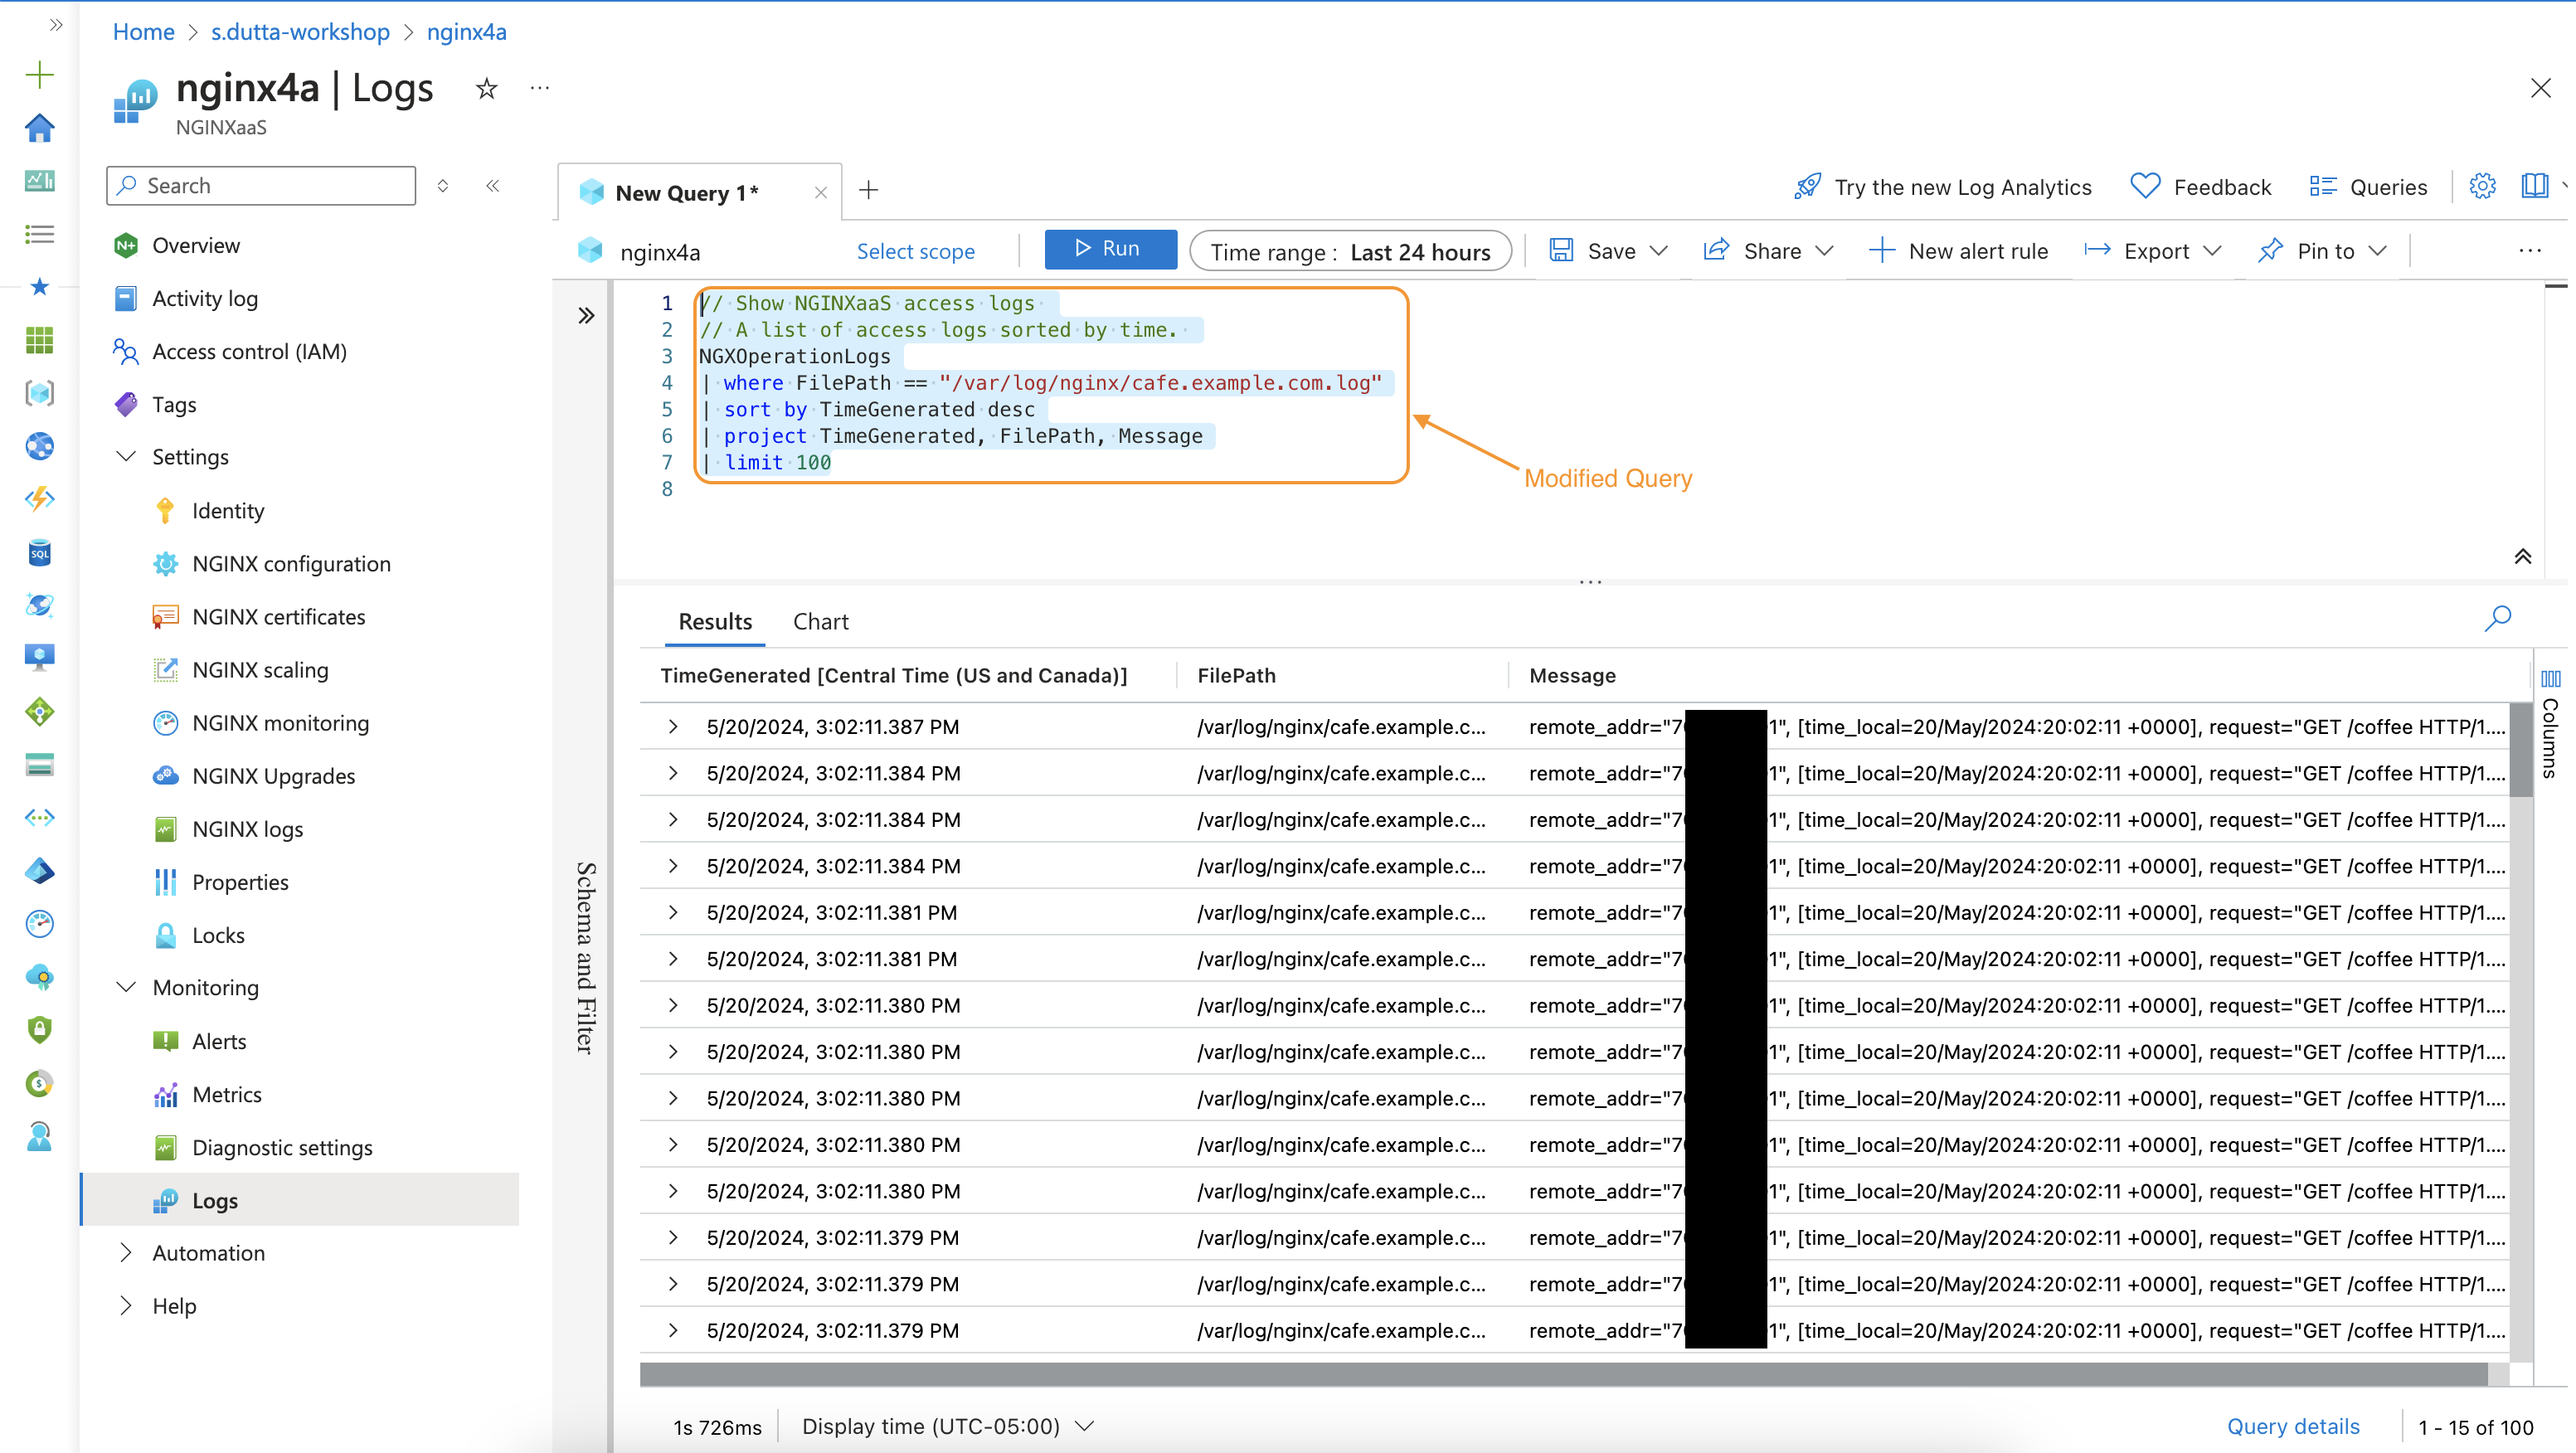 Home > s.dutta-workshop > nginx4a
nginx4a | Logs
NGINXaaS
Search
Overview
Activity log
Access control (IAM)
Tags
Settings
Identity
NGINX configuration
NGINX certificates
NGINX scaling
NGINX monitoring
NGINX Upgrades
NGINX logs
Properties
Locks
Monitoring
Alerts
Metrics
Diagnostic settings
Logs
Automation
Help
SQL
New Query 1*
Try the new Log Analytics Feedback Queries
nginx4a Select scope Run Time range : Last 24 hours Save Share New alert rule Export Pin to
1 // Show NGINXaaS access logs
2 // A list of access logs sorted by time.
3 NGXOperationLogs
4 | where FilePath == "/var/log/nginx/cafe.example.com.log"
5 | sort by TimeGenerated desc
6 | project TimeGenerated, FilePath, Message
7 | limit 100
8
Modified Query
Schema and Filter
Results Chart
TimeGenerated [Central Time (US and Canada)] FilePath Message
Columns
5/20/2024, 3:02:11.387 PM /var/log/nginx/cafe.example.c... remote_addr="7 1", [time_local=20/May/2024:20:02:11 +0000], request="GET /coffee HTTP/1....
5/20/2024, 3:02:11.384 PM /var/log/nginx/cafe.example.c... remote_addr="7 1", [time_local=20/May/2024:20:02:11 +0000], request="GET /coffee HTTP/1....
5/20/2024, 3:02:11.384 PM /var/log/nginx/cafe.example.c... remote_addr="7 1", [time_local=20/May/2024:20:02:11 +0000], request="GET /coffee HTTP/1....
5/20/2024, 3:02:11.384 PM /var/log/nginx/cafe.example.c... remote_addr="7 1", [time_local=20/May/2024:20:02:11 +0000], request="GET /coffee HTTP/1....
5/20/2024, 3:02:11.381 PM /var/log/nginx/cafe.example.c... remote_addr="7 1", [time_local=20/May/2024:20:02:11 +0000], request="GET /coffee HTTP/1....
5/20/2024, 3:02:11.381 PM /var/log/nginx/cafe.example.c... remote_addr="7 1", [time_local=20/May/2024:20:02:11 +0000], request="GET /coffee HTTP/1....
5/20/2024, 3:02:11.380 PM /var/log/nginx/cafe.example.c... remote_addr="7 1", [time_local=20/May/2024:20:02:11 +0000], request="GET /coffee HTTP/1....
5/20/2024, 3:02:11.380 PM /var/log/nginx/cafe.example.c... remote_addr="7 1", [time_local=20/May/2024:20:02:11 +0000], request="GET /coffee HTTP/1....
5/20/2024, 3:02:11.380 PM /var/log/nginx/cafe.example.c... remote_addr="7 1", [time_local=20/May/2024:20:02:11 +0000], request="GET /coffee HTTP/1....
5/20/2024, 3:02:11.380 PM /var/log/nginx/cafe.example.c... remote_addr="7 1", [time_local=20/May/2024:20:02:11 +0000], request="GET /coffee HTTP/1....
5/20/2024, 3:02:11.380 PM /var/log/nginx/cafe.example.c... remote_addr="7 1", [time_local=20/May/2024:20:02:11 +0000], request="GET /coffee HTTP/1....
5/20/2024, 3:02:11.379 PM /var/log/nginx/cafe.example.c... remote_addr="7 1", [time_local=20/May/2024:20:02:11 +0000], request="GET /coffee HTTP/1....
5/20/2024, 3:02:11.379 PM /var/log/nginx/cafe.example.c... remote_addr="7 1", [time_local=20/May/2024:20:02:11 +0000], request="GET /coffee HTTP/1....
5/20/2024, 3:02:11.379 PM /var/log/nginx/cafe.example.c... remote_addr="7 1", [time_local=20/May/2024:20:02:11 +0000], request="GET /coffee HTTP/1....
1s 726ms Display time (UTC-05:00) Query details 1 - 15 of 100